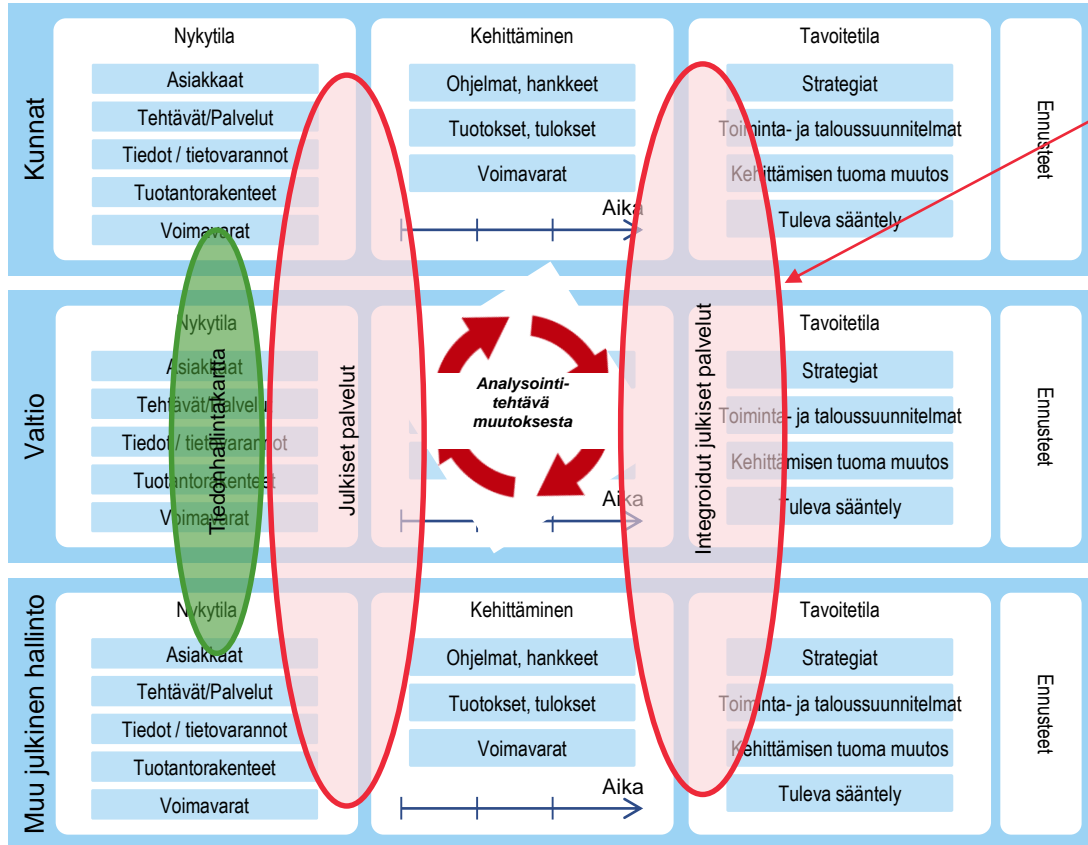 Kunnat
Nykytila
Asiakkaat
Tehtävät/Palvelut
Tiedot / tietovarannot
Tuotantorakenteet
Voimavarat
Kehittäminen
Ohjelmat, hankkeet
Tuotokset, tulokset
Voimavarat
Aika
Tavoitetila
Strategiat
Toiminta- ja taloussuunnitelmat
Kehittämisen tuoma muutos
Tuleva sääntely
Ennusteet
Valtio
Nykytila
Asiakkaat
Tehtävät/Palvelut
Tiedot / tietovarannot
Tuotantorakenteet
Voimavarat
Tiedonhallintakartta
Julkiset palvelut
Analysointi-
tehtävä
muutoksesta
Aika
Integroidut julkiset palvelut
Tavoitetila
Strategiat
Toiminta- ja taloussuunnitelmat
Kehittämisen tuoma muutos
Tuleva sääntely
Ennusteet
Muu julkinen hallinto
Nykytila
Asiakkaat
Tehtävät/Palvelut
Tiedot / tietovarannot
Tuotantorakenteet
Voimavarat
Kehittäminen
Ohjelmat, hankkeet
Tuotokset, tulokset
Voimavarat
Aika
Tavoitetila
Strategiat
Toiminta- ja taloussuunnitelmat
Kehittämisen tuoma muutos
Tuleva sääntely
Ennusteet